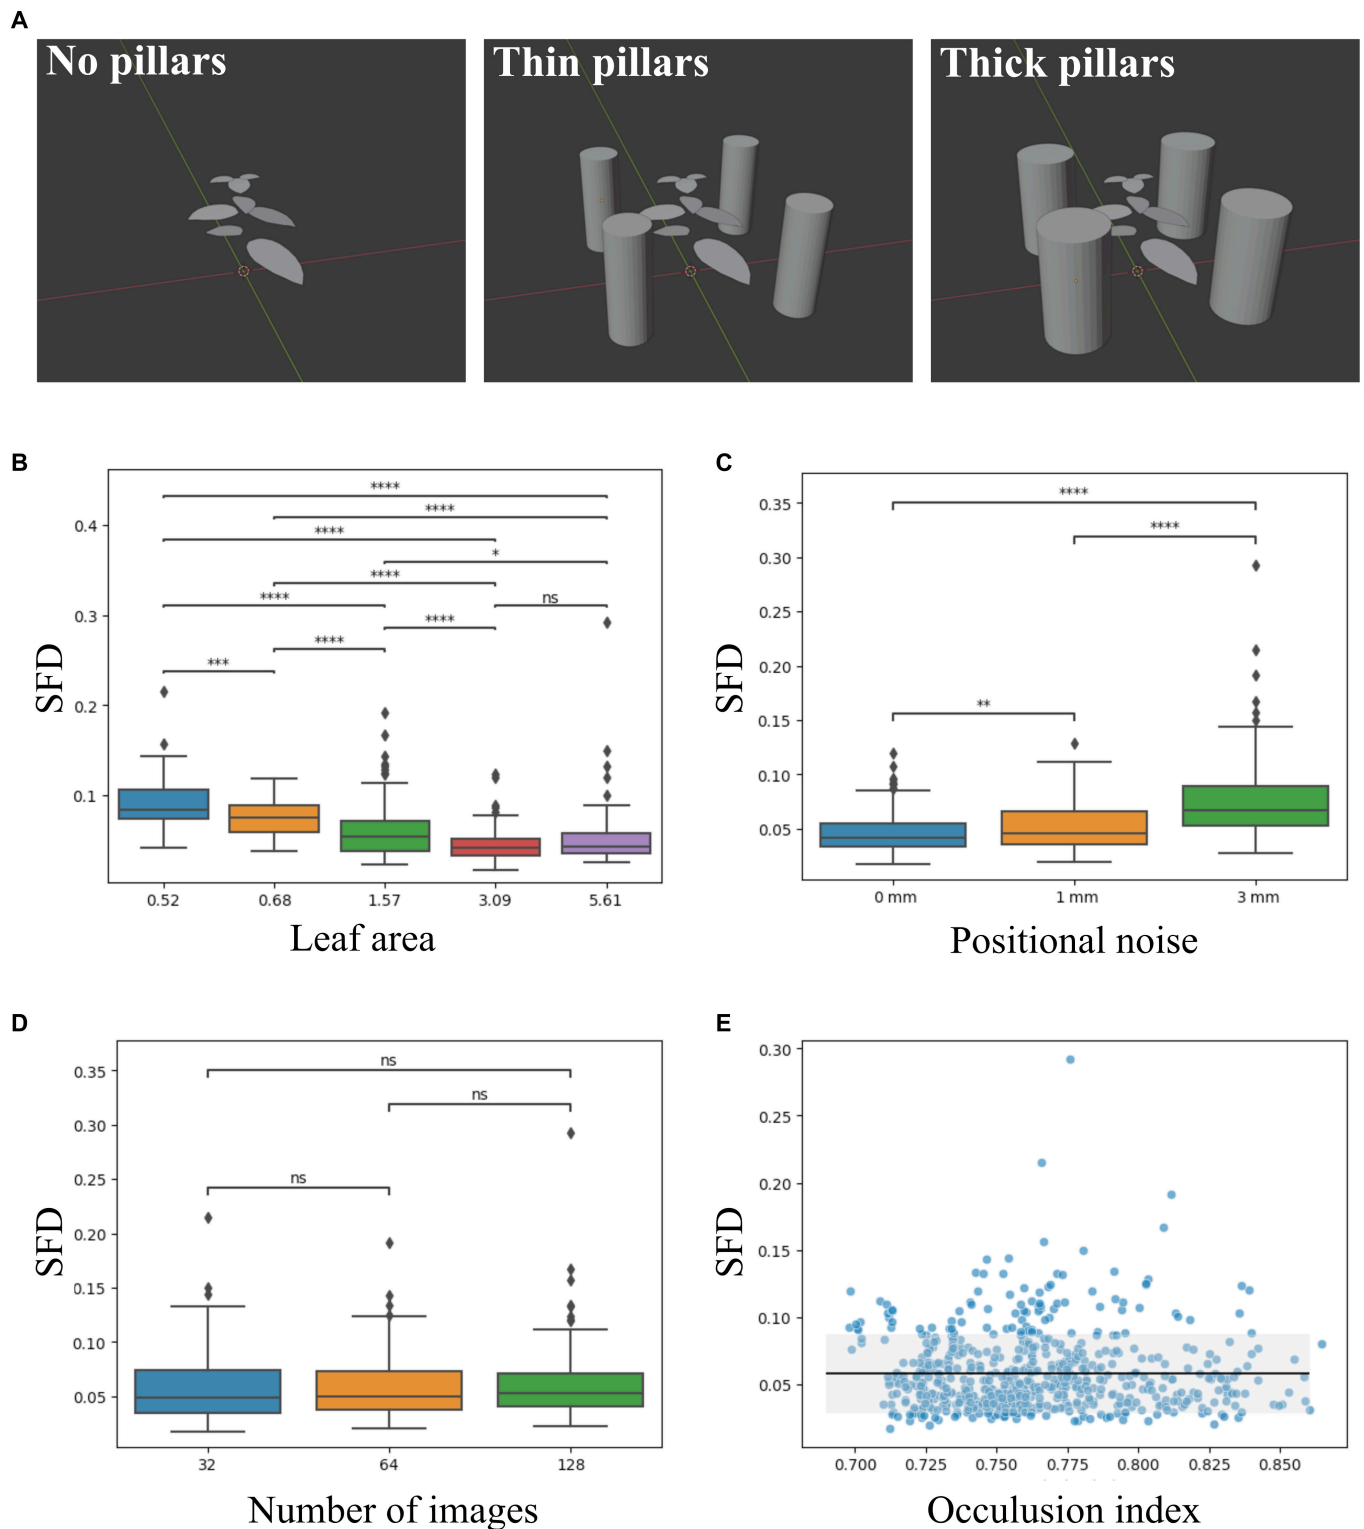 A
No pillars
Thin pillars
Thick pillars
B
****
****
****
*
****
****
ns
****
****
***
0.4
0.3
0.2
0.1
SFD
0.52 0.68 1.57 3.09 5.61
Leaf area
C
****
****
**
0.35
0.30
0.25
0.20
0.15
0.10
0.05
SFD
0 mm 1 mm 3 mm
Positional noise
D
ns
ns
ns
0.35
0.30
0.25
0.20
0.15
0.10
0.05
SFD
32 64 128
Number of images
E
0.30
0.25
0.20
0.15
0.10
0.05
SFD
0.700 0.725 0.750 0.775 0.800 0.825 0.850
Occulusion index